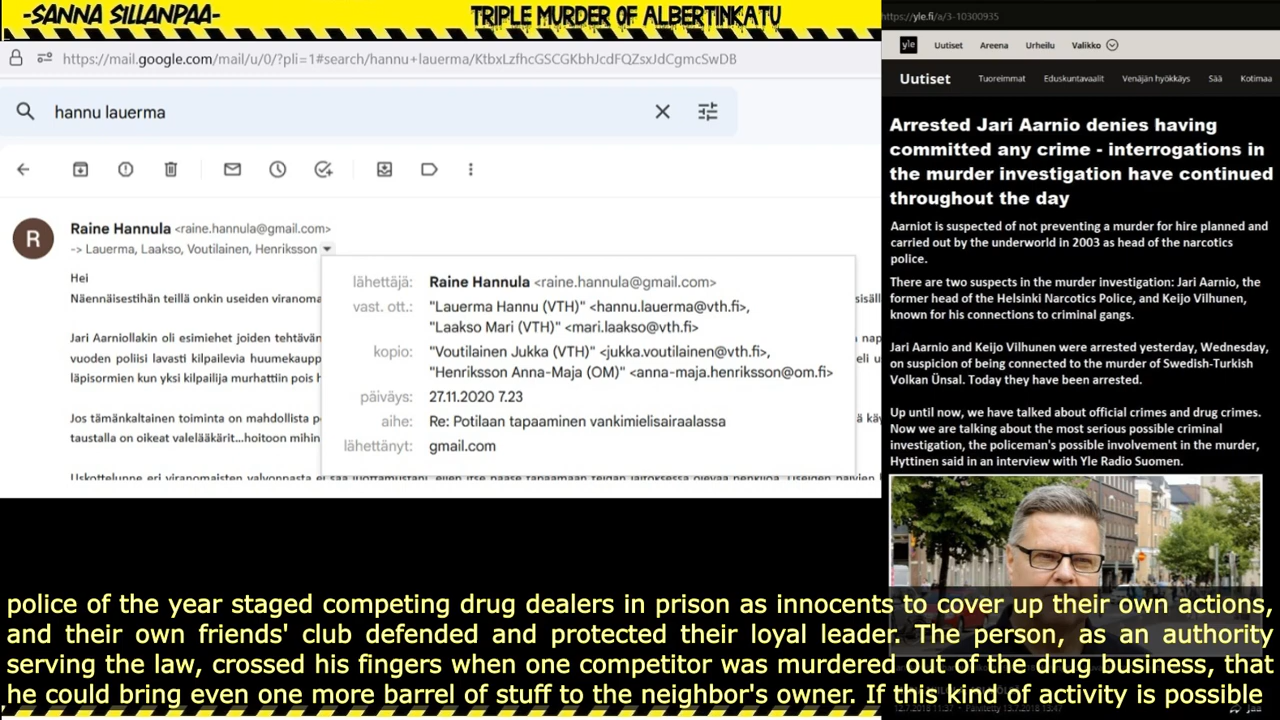 -SANNA SILLANPAA-
TRIPLE MURDER OF ALBERTINKATU
https://mail.google.com/mail/u/0/?pli=1#search/hannu+lauerma/KtbxLzfhcGSCGKbhJcdFQZsxJdCgmcSwDB
hannu lauerma
Raine Hannula <raine.hannula@gmail.com>
-> Lauerma, Laakso, Voutilainen, Henriksson
Hei
Näennäisestihän teillä onkin useiden viranoma
Jari Aarniollakin oli esimiehet joiden tehtävän
vuoden poliisi lavasti kilpailevia huumekaupp
läpisormien kun yksi kilpailija murhattiin pois h
Jos tämänkaltainen toiminta on mahdollista p
taustalla on oikeat valelääkärit...hoitoon mihin
lähettäjä: Raine Hannula <raine.hannula@gmail.com>
vast. ott.: "Lauerma Hannu (VTH)" <hannu.lauerma@vth.fi>,
"Laakso Mari (VTH)" <mari.laakso@vth.fi>
kopio: "Voutilainen Jukka (VTH)" <jukka.voutilainen@vth.fi>,
"Henriksson Anna-Maja (OM)" <anna-maja.henriksson@om.fi>
päiväys: 27.11.2020 7.23
aihe: Re: Potilaan tapaaminen vankimielisairaalassa
lähettänyt: gmail.com
https://yle.fi/a/3-10300935
yle Uutiset Areena Urheilu Valikko
Uutiset Tuoreimmat Eduskuntavaalit Venäjän hyökkäys Sää Kotimaa
Arrested Jari Aarnio denies having
committed any crime - interrogations in
the murder investigation have continued
throughout the day
Aarniot is suspected of not preventing a murder for hire planned and
carried out by the underworld in 2003 as head of the narcotics
police.
There are two suspects in the murder investigation: Jari Aarnio, the
former head of the Helsinki Narcotics Police, and Keijo Vilhunen,
known for his connections to criminal gangs.
Jari Aarnio and Keijo Vilhunen were arrested yesterday, Wednesday,
on suspicion of being connected to the murder of Swedish-Turkish
Volkan Ünsal. Today they have been arrested.
Up until now, we have talked about official crimes and drug crimes.
Now we are talking about the most serious possible criminal
investigation, the policeman's possible involvement in the murder,
Hyttinen said in an interview with Yle Radio Suomen.
police of the year staged competing drug dealers in prison as innocents to cover up their own actions,
and their own friends' club defended and protected their loyal leader. The person, as an authority
serving the law, crossed his fingers when one competitor was murdered out of the drug business, that
he could bring even one more barrel of stuff to the neighbor's owner. If this kind of activity is possible